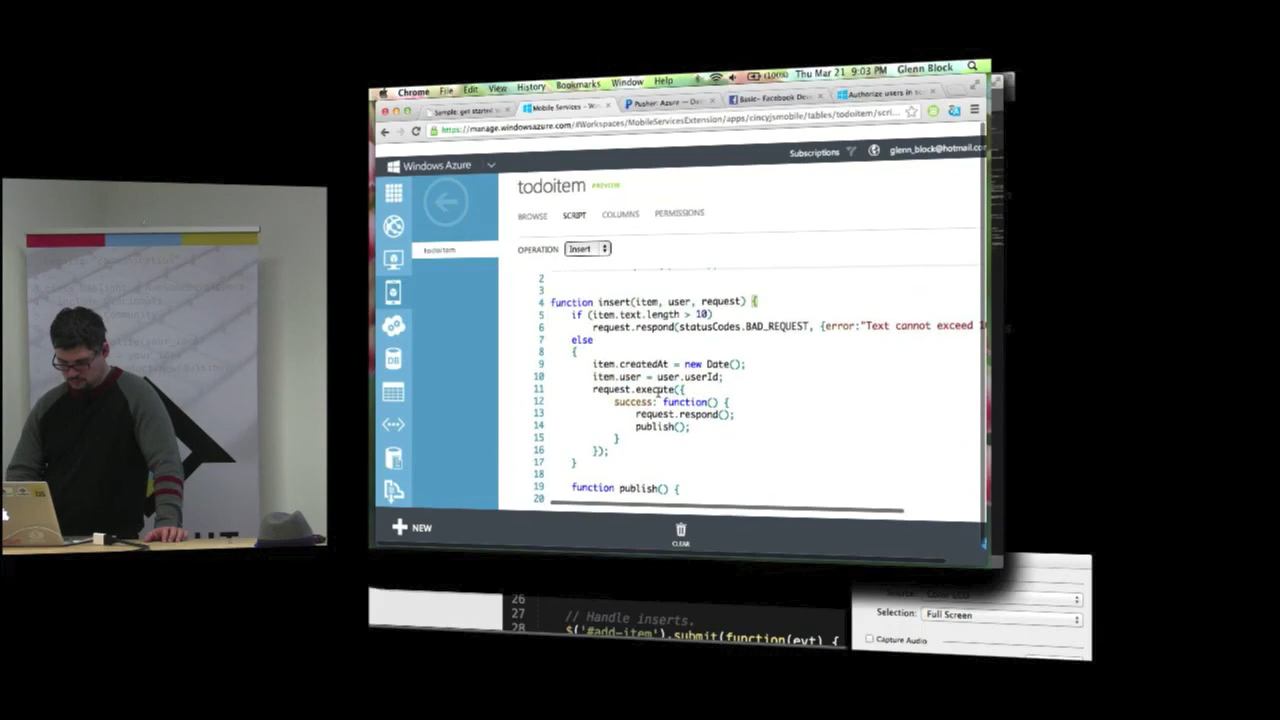 Chrome File Edit View History Bookmarks Window Help (100%) Thu Mar 21 9:03 PM Glenn Block
Sample: get started Mobile Services - Pusher: Azure Basic - Facebook De Authorize users in
https://manage.windowsazure.com/#Workspaces/MobileServicesExtension/apps/cincyjsmobile/tables/todoitem/scri...
Windows Azure Subscriptions glenn_block@hotmail.co
todoitem PREVIEW
BROWSE SCRIPT COLUMNS PERMISSIONS
todoitem
OPERATION Insert
2
3
4 function insert(item, user, request) {
5 if (item.text.length > 10)
6 request.respond(statusCodes.BAD_REQUEST, {error:"Text cannot exceed
7 else
8 {
9 item.createdAt = new Date();
10 item.user = user.userId;
11 request.execute({
12 success: function() {
13 request.respond();
14 publish();
15 }
16 });
17 }
18
19 function publish() {
20
NEW
CLEAR
26
27 // Handle inserts.
28 $('#add-item').submit(function(evt) {
Source:
Selection: Full Screen
Capture Audio